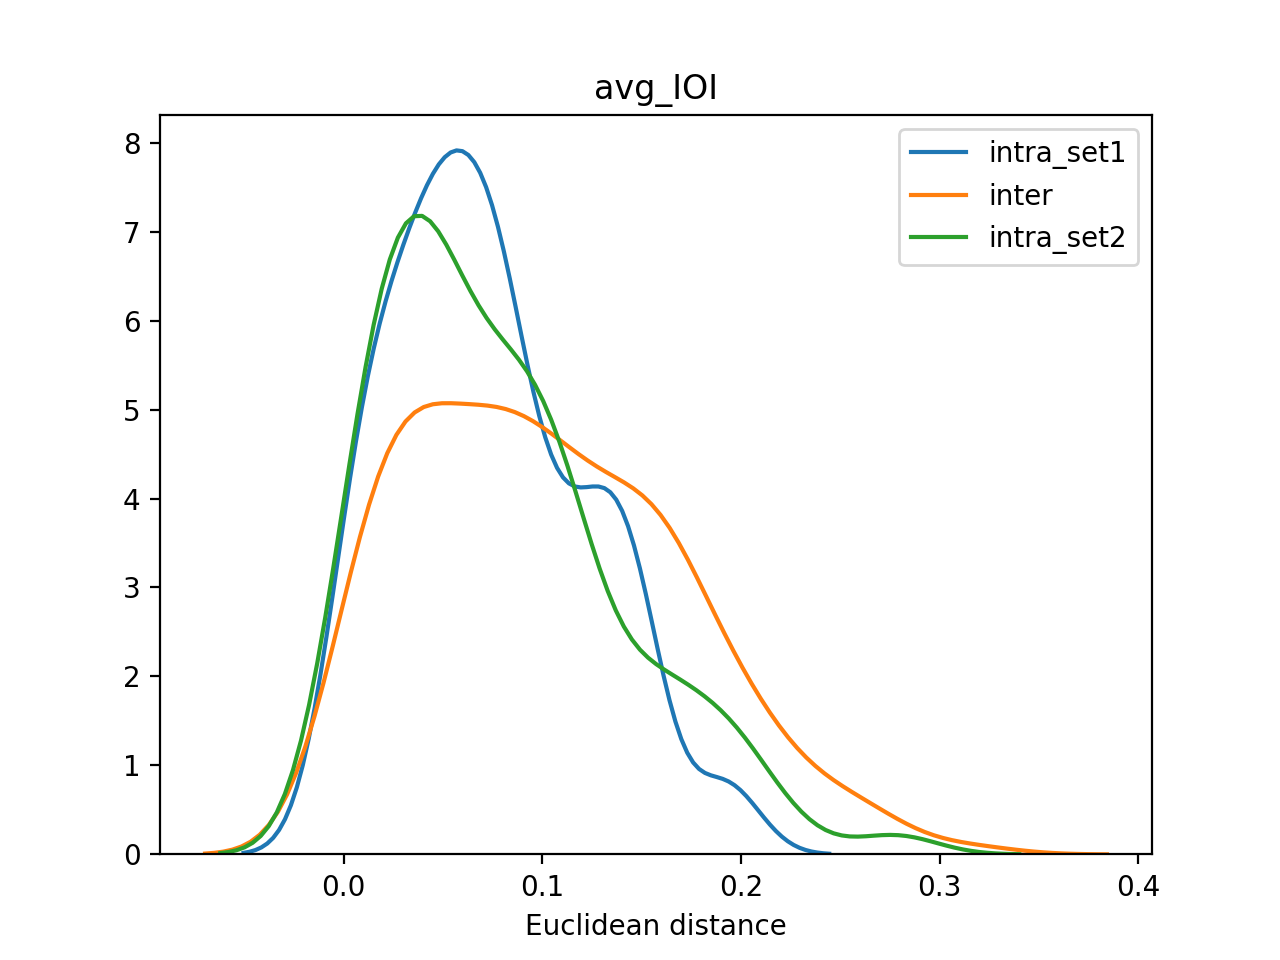 avg_IOI
intra_set1
inter
intra_set2
8
7
6
5
4
3
2
1
0
0.0 0.1 0.2 0.3 0.4
Euclidean distance